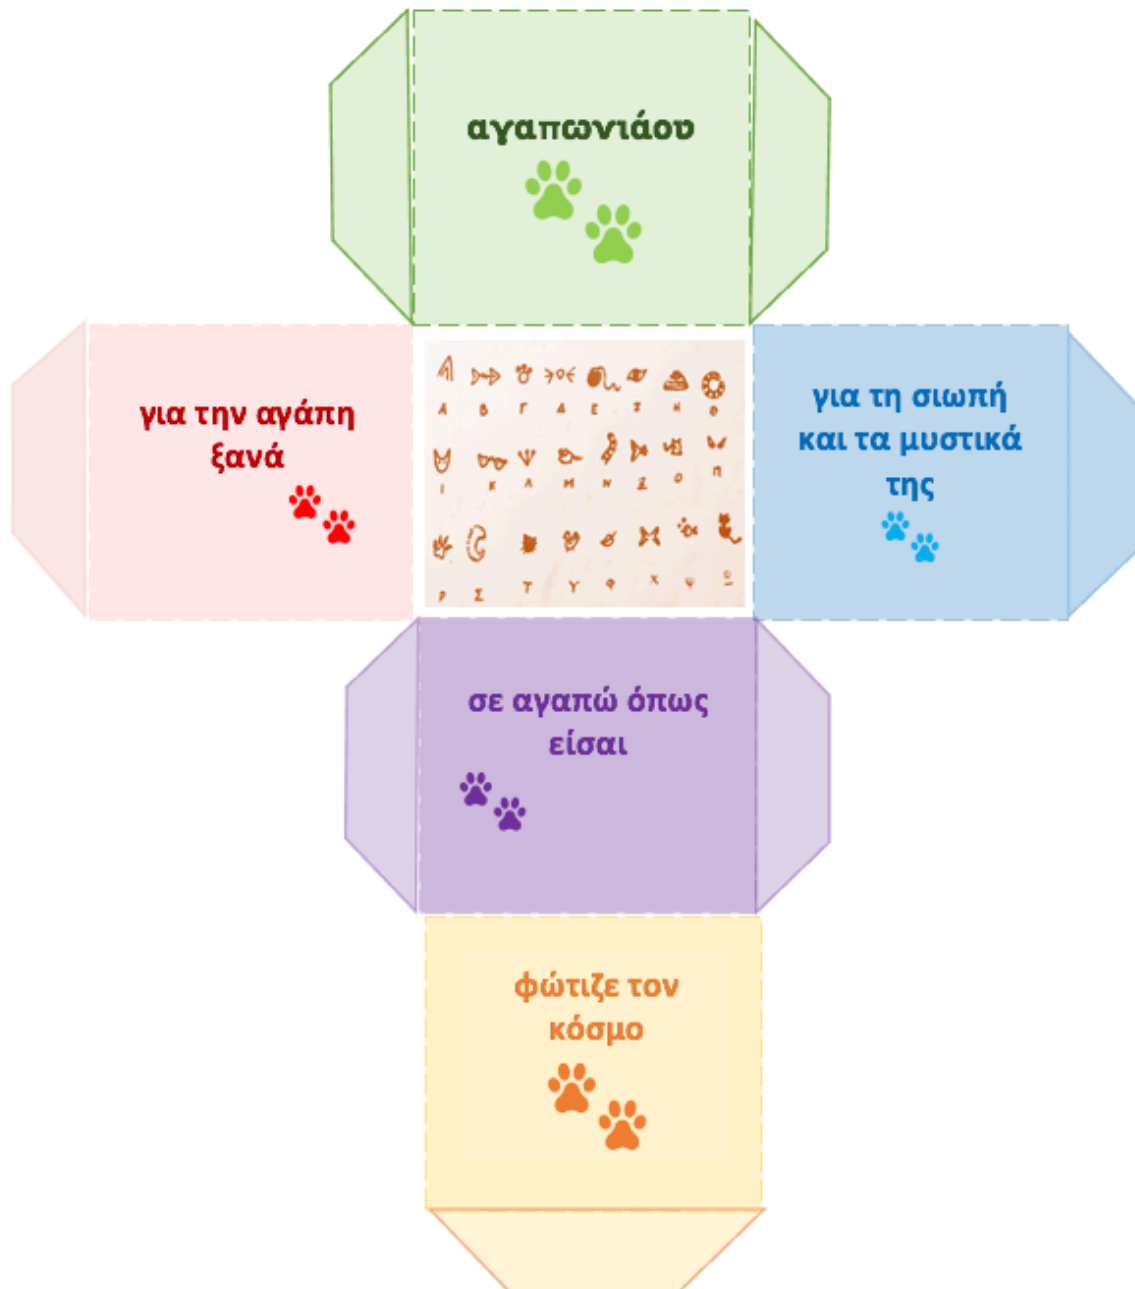 αγαπωνιάου
για την αγάπη
ξανά
Α Β Γ Δ Ε Ζ Η Θ
Ι Κ Λ Μ Ν Ξ Ο Π
Ρ Σ Τ Υ Φ Χ Ψ Ω
για τη σιωπή
και τα μυστικά
της
σε αγαπώ όπως
είσαι
φώτιζε τον
κόσμο